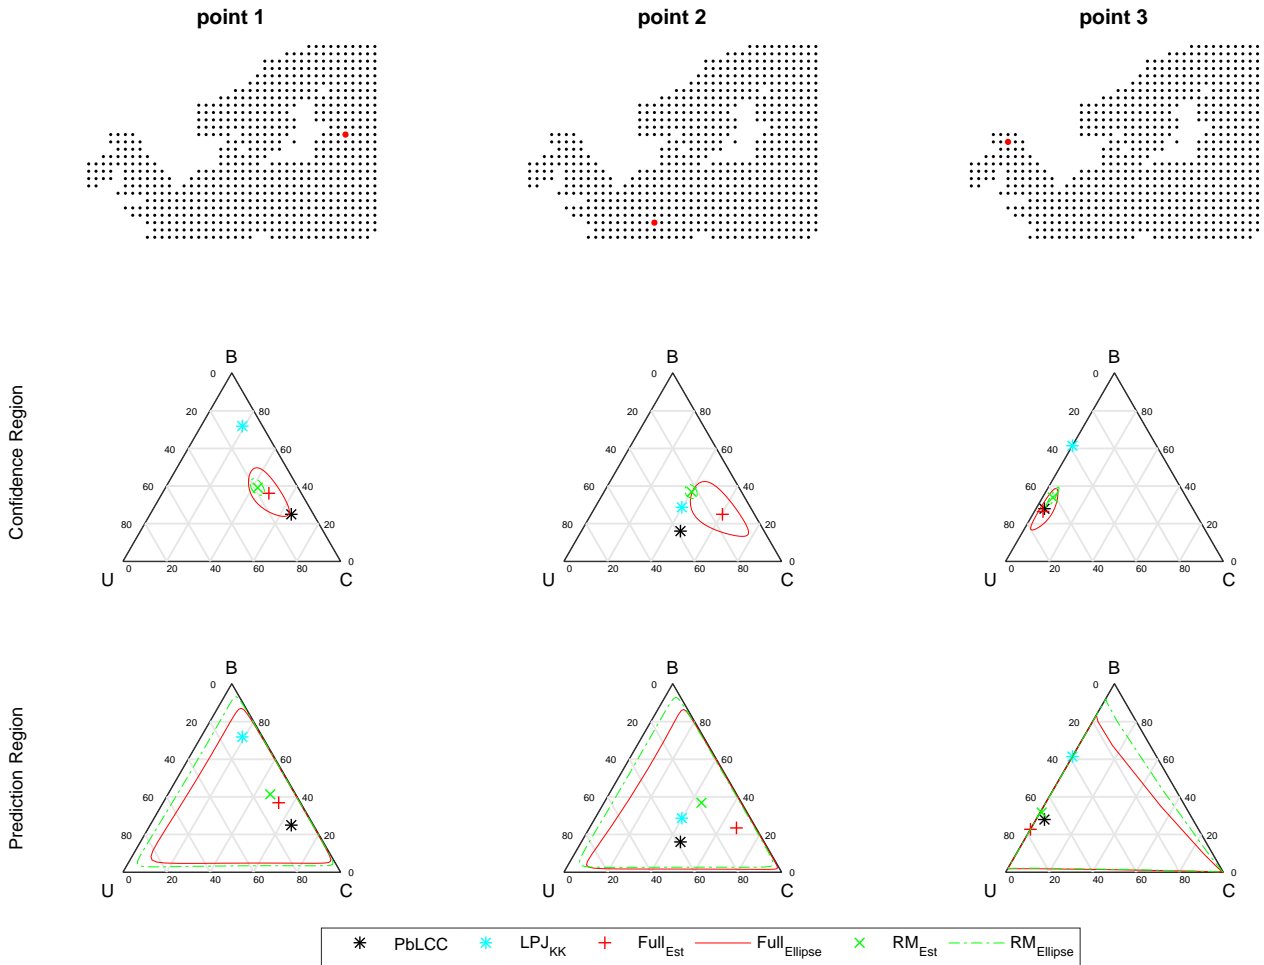 point 1 point 2 point 3
Confidence Region
B B B
0 0 0
20 80 20 80 20 80
40 60 40 60 40 60
60 40 60 40 60 40
80 20 80 20 80 20
0 20 40 60 80 0 0 20 40 60 80 0 0 20 40 60 80 0
U C U C U C
Prediction Region
B B B
0 0 0
20 80 20 80 20 80
40 60 40 60 40 60
60 40 60 40 60 40
80 20 80 20 80 20
0 20 40 60 80 0 0 20 40 60 80 0 0 20 40 60 80 0
U C U C U C
PbLCC LPJ_KK Full_Est Full_Ellipse RM_Est RM_Ellipse